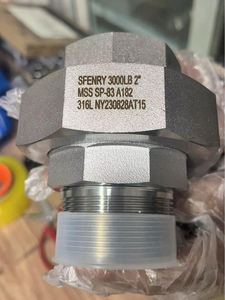 SFENRY 3000LB 2"
MSS SP-83 A182
316L NY230828AT15